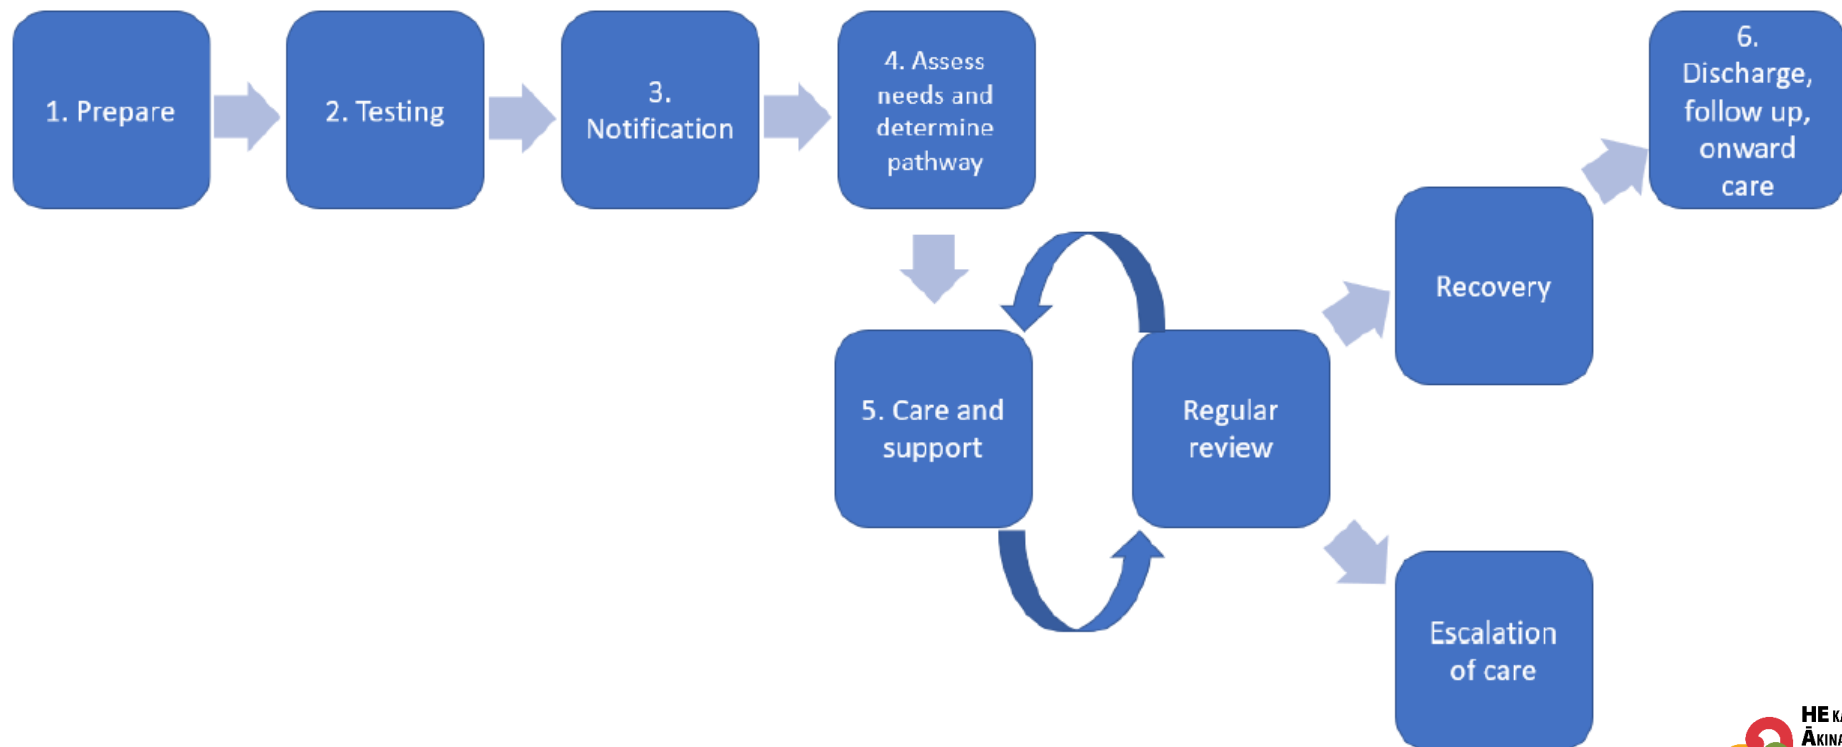 1. Prepare
2. Testing
3.
Notification
4. Assess
needs and
determine
pathway
5. Care and
support
Regular
review
Recovery
6.
Discharge,
follow up,
onward
care
Escalation
of care
HE